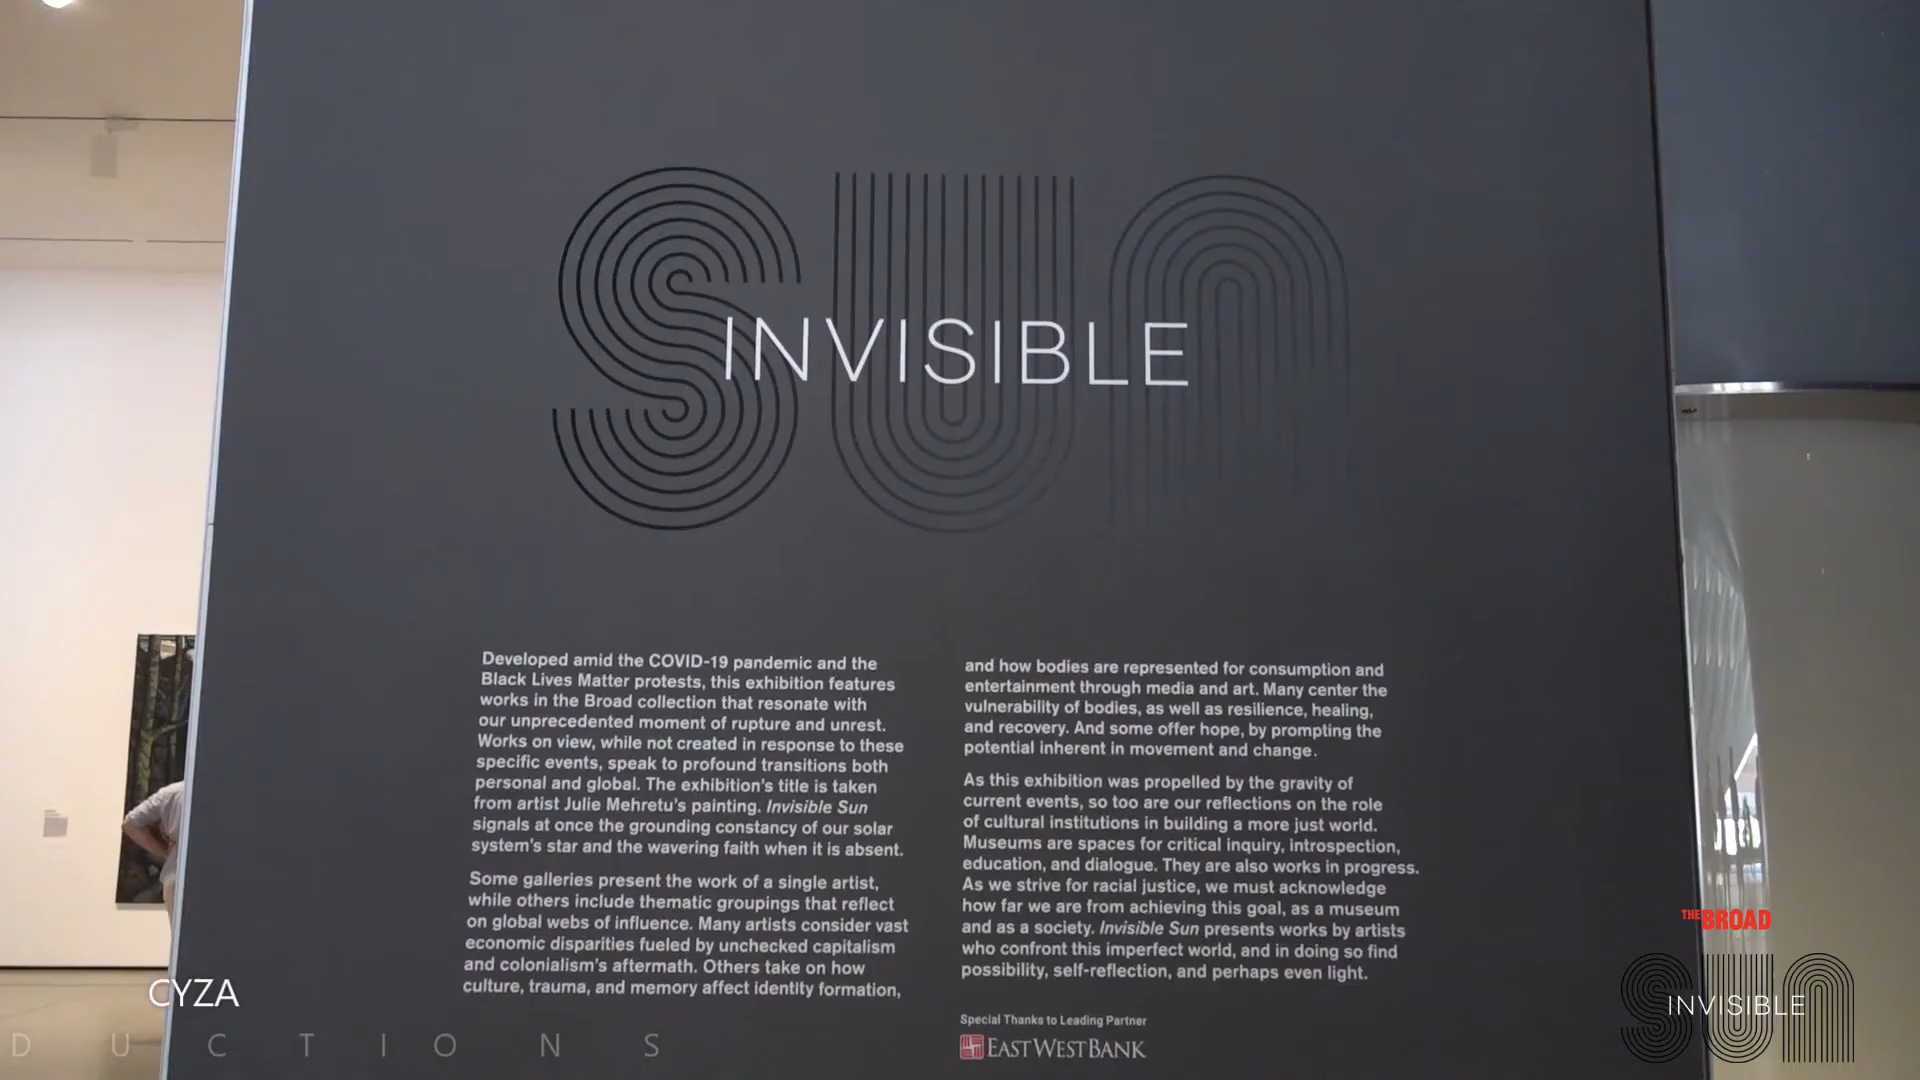 sun
INVISIBLE
Developed amid the COVID-19 pandemic and the
Black Lives Matter protests, this exhibition features
works in the Broad collection that resonate with
our unprecedented moment of rupture and unrest.
Works on view, while not created in response to these
specific events, speak to profound transitions both
personal and global. The exhibition's title is taken
from artist Julie Mehretu's painting. Invisible Sun
signals at once the grounding constancy of our solar
system's star and the wavering faith when it is absent.
Some galleries present the work of a single artist,
while others include thematic groupings that reflect
on global webs of influence. Many artists consider vast
economic disparities fueled by unchecked capitalism
and colonialism's aftermath. Others take on how
culture, trauma, and memory affect identity formation,
and how bodies are represented for consumption and
entertainment through media and art. Many center the
vulnerability of bodies, as well as resilience, healing,
and recovery. And some offer hope, by prompting the
potential inherent in movement and change.
As this exhibition was propelled by the gravity of
current events, so too are our reflections on the role
of cultural institutions in building a more just world.
Museums are spaces for critical inquiry, introspection,
education, and dialogue. They are also works in progress.
As we strive for racial justice, we must acknowledge
how far we are from achieving this goal, as a museum
and as a society. Invisible Sun presents works by artists
who confront this imperfect world, and in doing so find
possibility, self-reflection, and perhaps even light.
Special Thanks to Leading Partner
EASTWESTBANK
CYZA
DUCTIONS
THE BROAD
sun
INVISIBLE